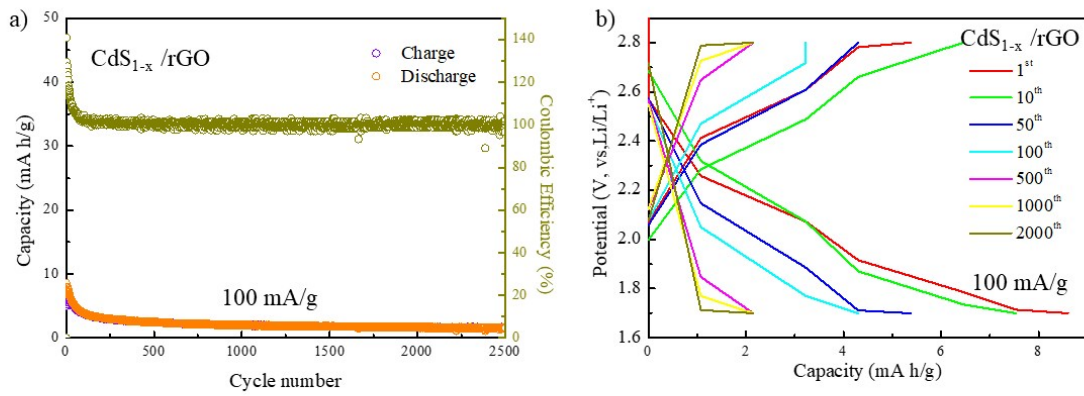 a)
50
40
30
20
10
0
Capacity (mA h/g)
CdS1-x /rGO
Charge
Discharge
100 mA/g
140
120
100
80
60
40
20
0
Coulombic Efficiency (%)
0 500 1000 1500 2000 2500
Cycle number
b)
2.8
2.6
2.4
2.2
2.0
1.8
1.6
Potential (V, vs,Li/Li+)
CdS1-x /rGO
1st
10th
50th
100th
500th
1000th
2000th
100 mA/g
0 2 4 6 8
Capacity (mA h/g)